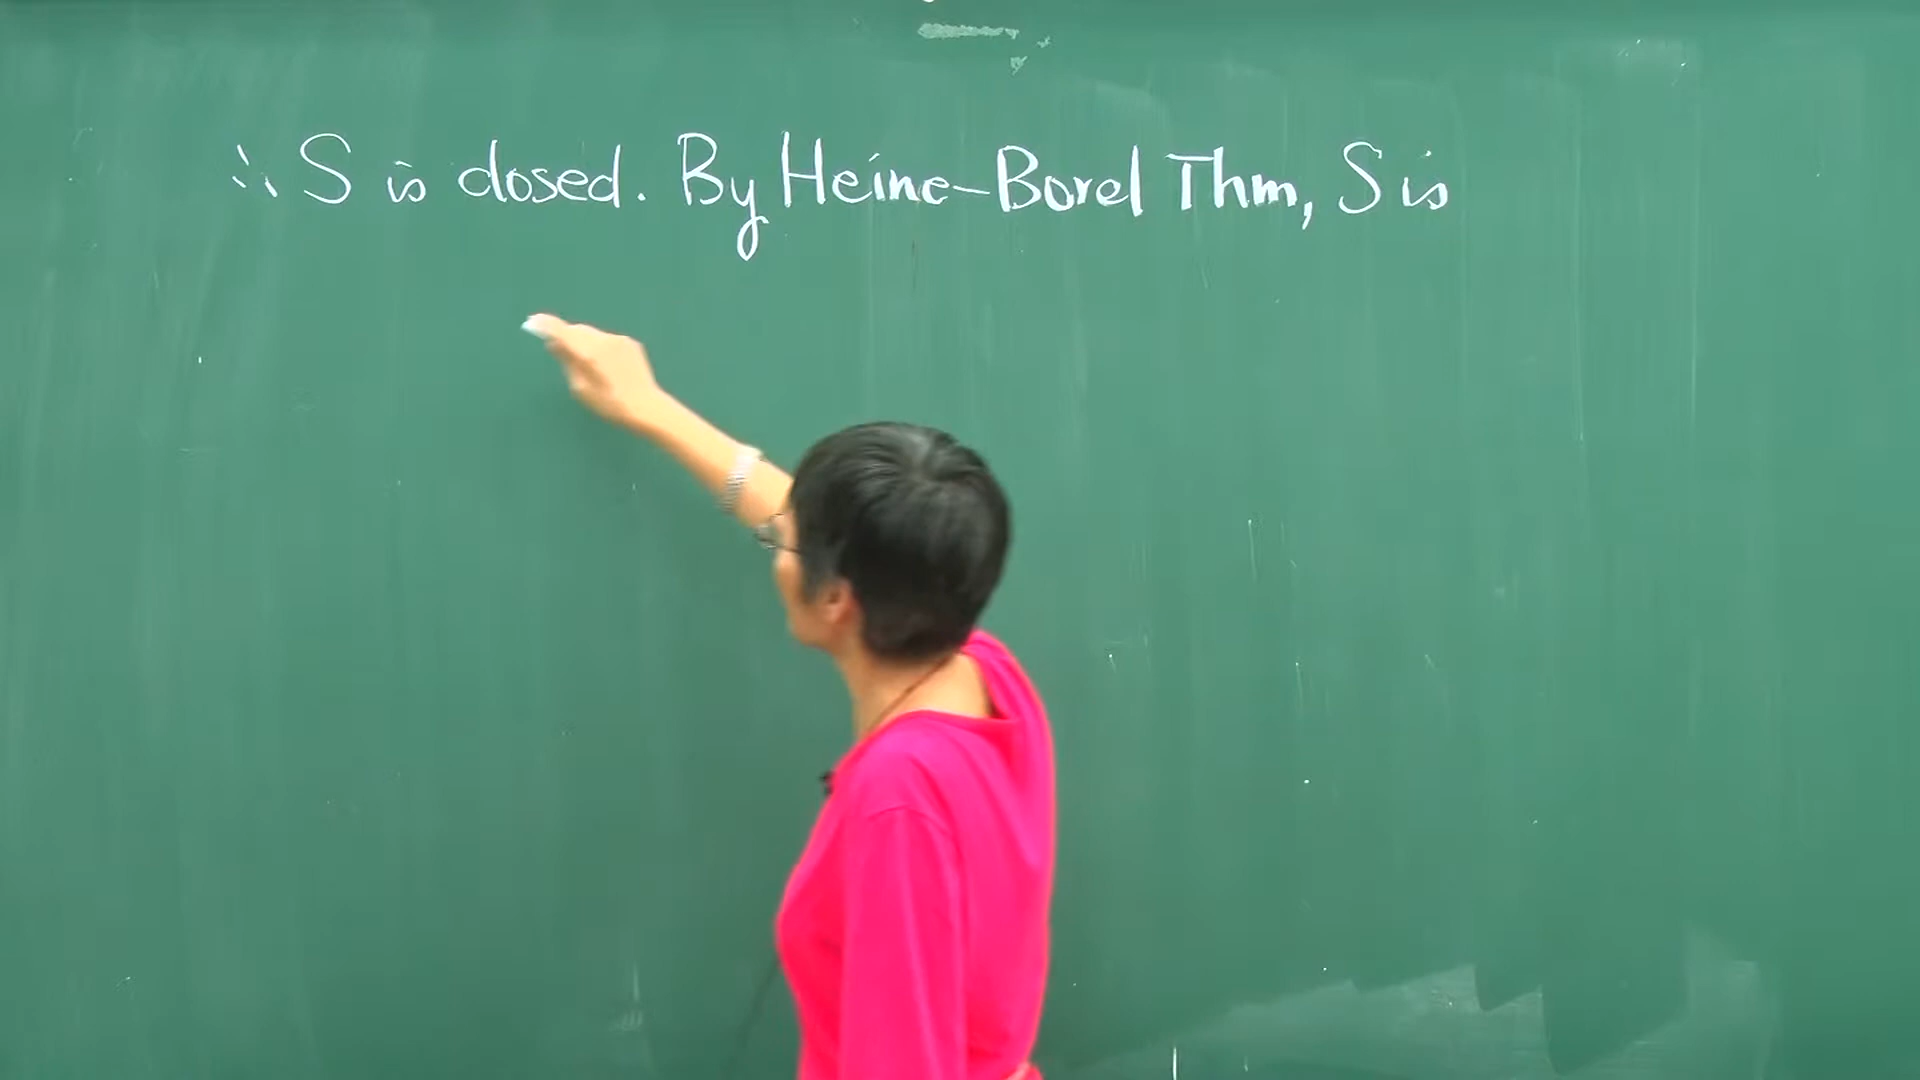 ∴ S is closed. By Heine-Borel Thm, S is